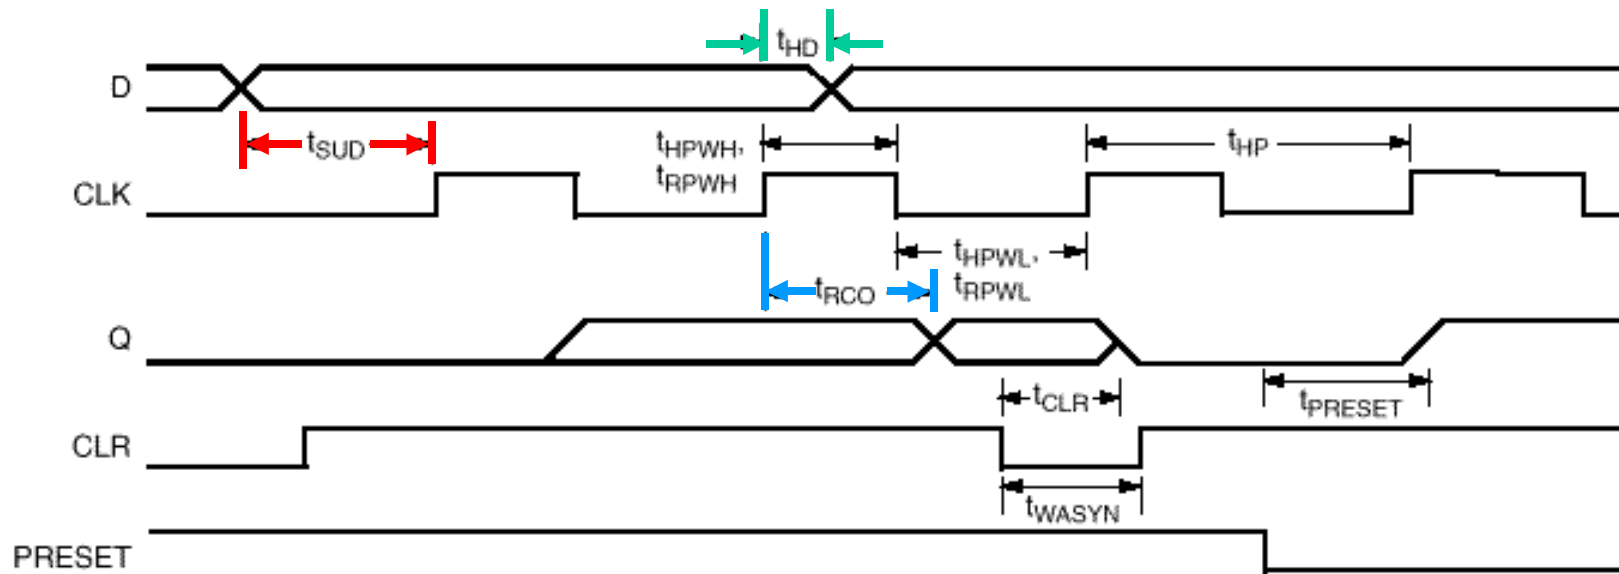 tHD
D
tSUD
tHPWH,
tRPWH
tHP
CLK
tHPWL,
tRPWL
tRCO
Q
tCLR
tPRESET
CLR
tWASYN
PRESET